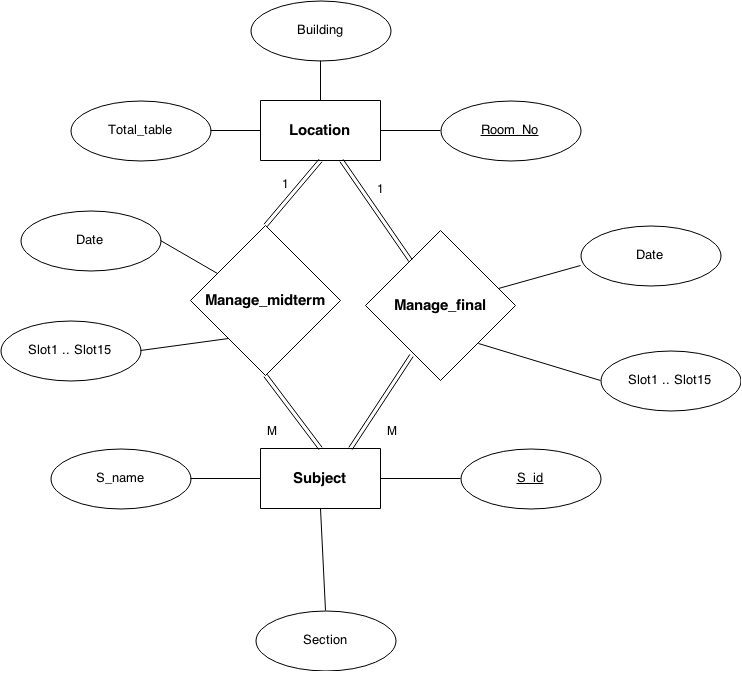 Building
Total_table
Location
Room_No
1
1
Date
Date
Manage_midterm
Manage_final
Slot1 .. Slot15
Slot1 .. Slot15
M
M
S_name
Subject
S_id
Section